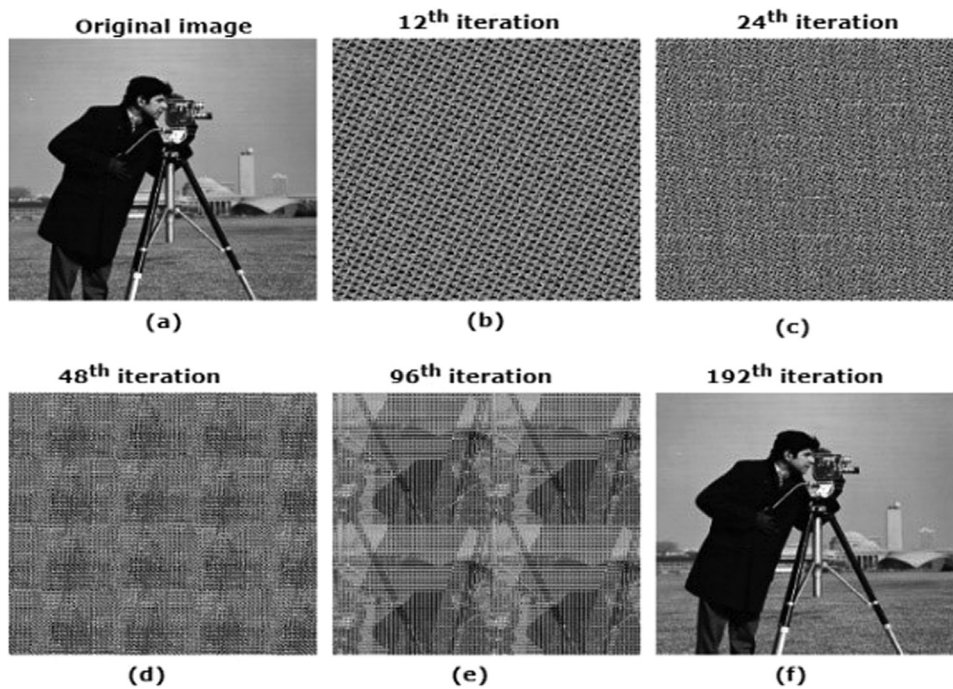 Original image
12th iteration
24th iteration
(a)
(b)
(c)
48th iteration
96th iteration
192th iteration
(d)
(e)
(f)